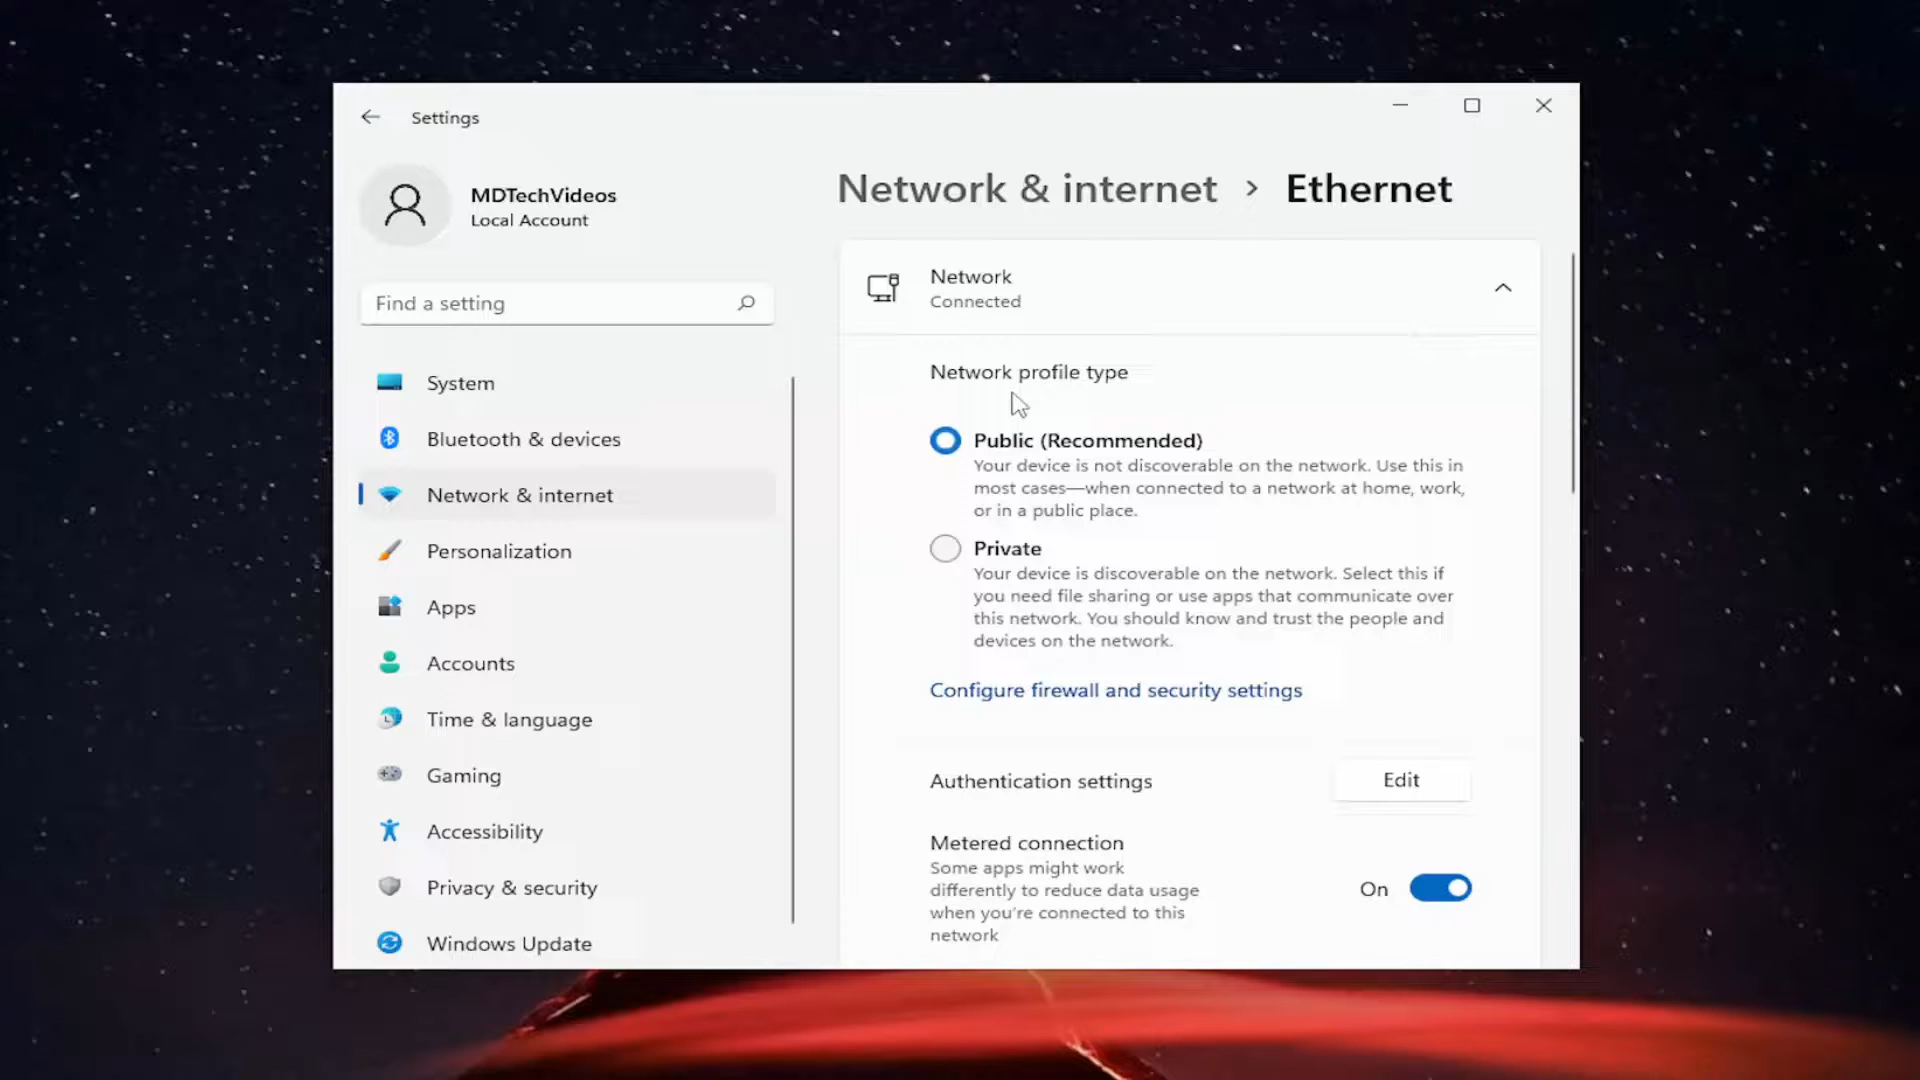 Settings
MDTechVideos
Local Account
Find a setting
System
Bluetooth & devices
Network & internet
Personalization
Apps
Accounts
Time & language
Gaming
Accessibility
Privacy & security
Windows Update
Network & internet > Ethernet
Network
Connected
Network profile type
Public (Recommended)
Your device is not discoverable on the network. Use this in
most cases—when connected to a network at home, work,
or in a public place.
Private
Your device is discoverable on the network. Select this if
you need file sharing or use apps that communicate over
this network. You should know and trust the people and
devices on the network.
Configure firewall and security settings
Authentication settings
Edit
Metered connection
Some apps might work
differently to reduce data usage
when you're connected to this
network
On